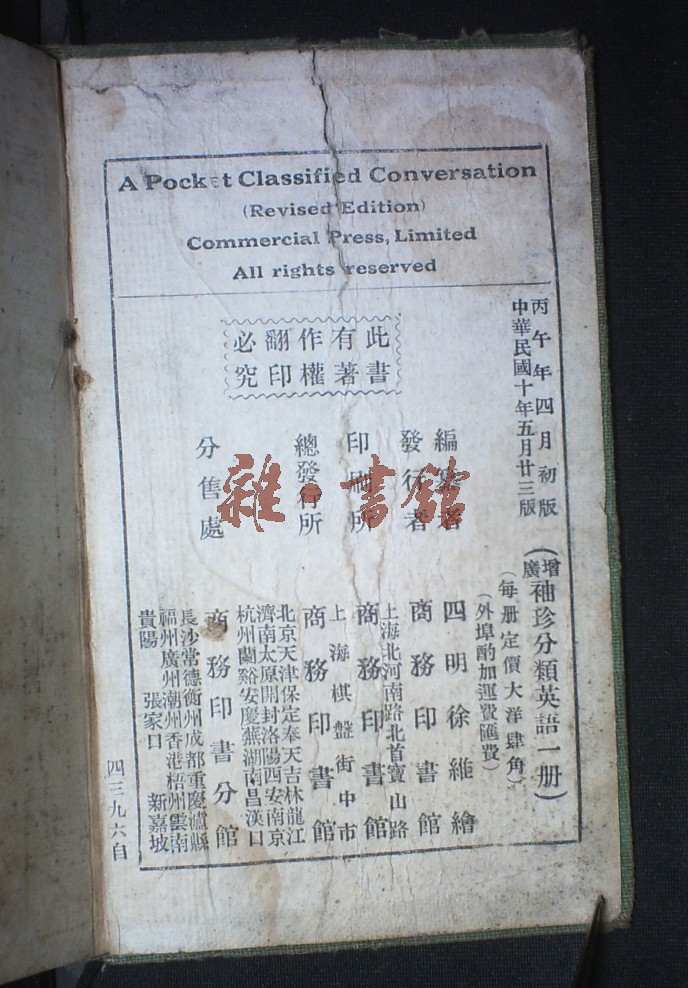 A Pocket Classified Conversation
(Revised Edition)
Commercial Press, Limited
All rights reserved
丙午年四月初版
中華民國十年五月廿三版
(增廣袖珍分類英語一册)
(每册定價大洋肆角)
(外埠酌加運費匯費)
此書
有著
作權
翻印
必究
編纂者 四明徐維繪
發行者 商務印書館
上海北河南路北首寶山路
印刷所 商務印書館
上海棋盤街中市
總發行所 商務印書館
北京天津保定奉天吉林龍江
濟南太原開封洛陽西安南京
杭州蘭谿安慶蕪湖南昌漢口
分售處 商務印書分館
長沙常德衡州成都重慶瀘縣
福州廣州潮州香港梧州雲南
貴陽 張家口 新嘉坡
四三九六自
雜·書館